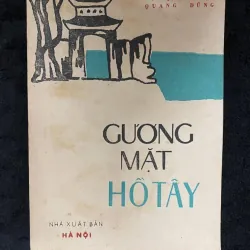 QUANG DŨNG
GƯƠNG
MẶT
HỒ TÂY
NHÀ XUẤT BẢN
HÀ NỘI